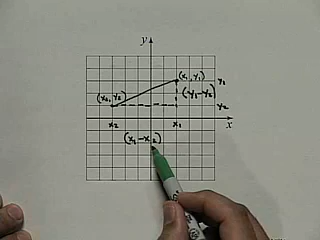 y
(x₁, y₁) y₁
(x₂, y₂) (y₁-y₂)
y₂
x₂ x₁ x
(x₁-x₂)